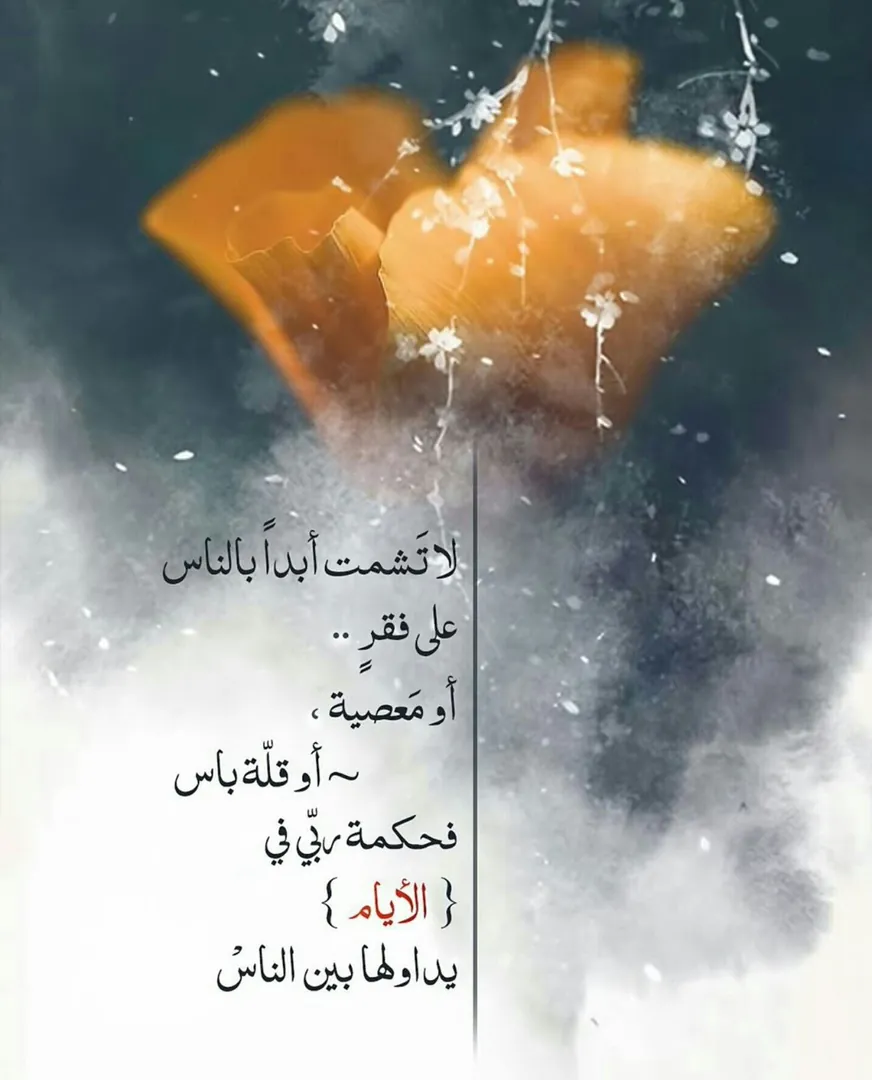 لا تَشمت أبداً بالناس
على فقرٍ ..
أو مَعصية ،
~ أو قلّة باس
فحكمة ربّي في
{ الأيام }
يداولها بين الناسْ